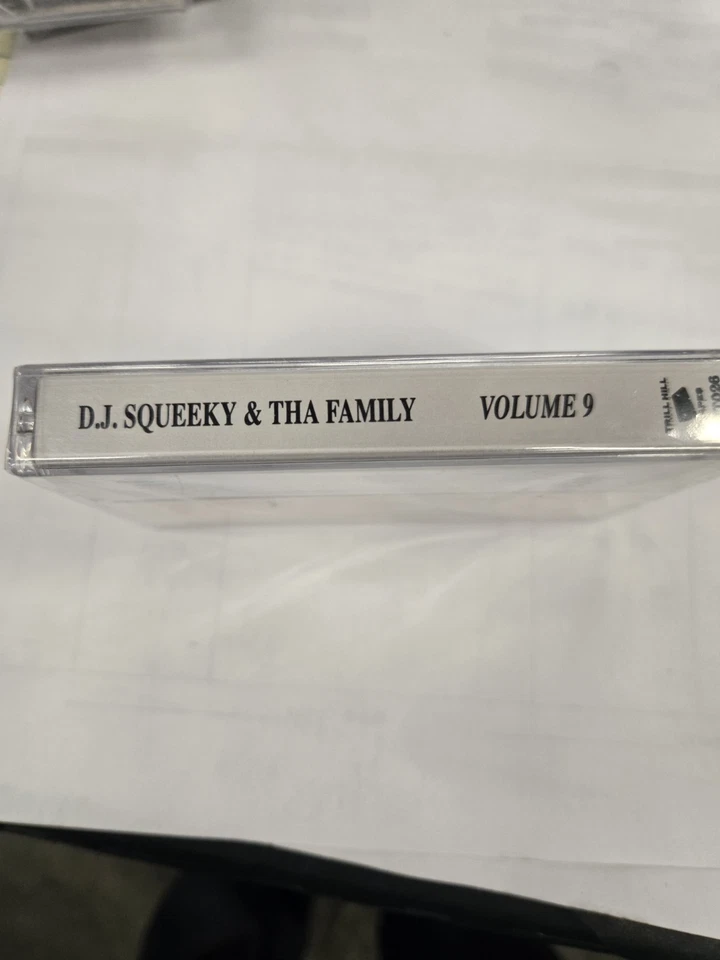 D.J. SQUEEKY & THA FAMILY VOLUME 9
TRILL HILL